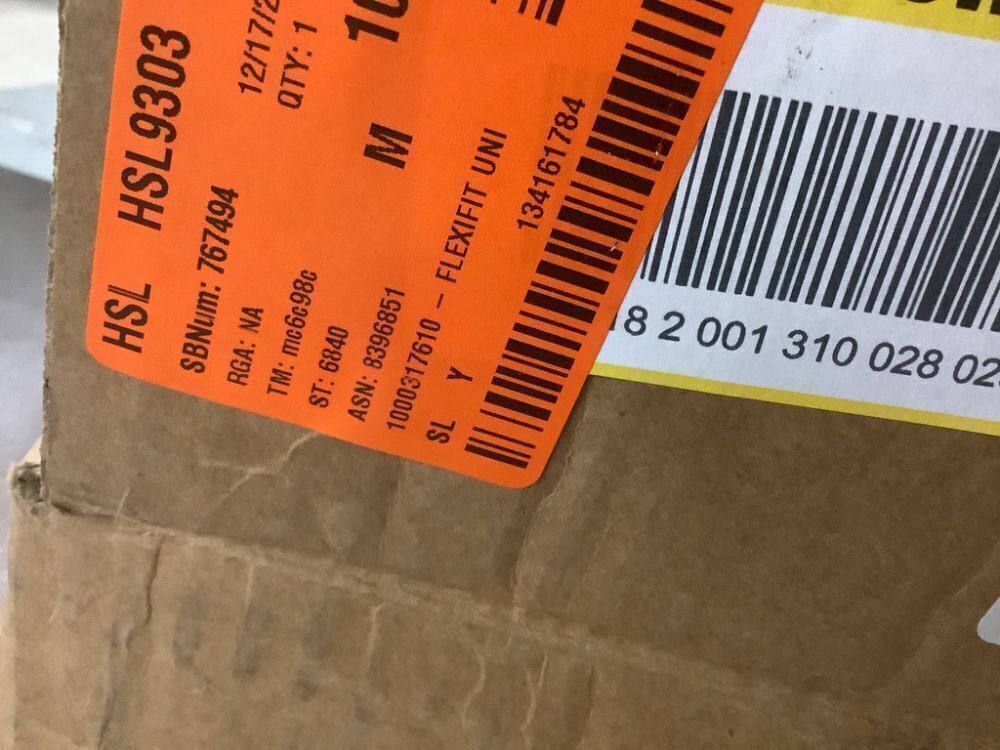 HSL HSL9303
SBNum: 767494 12/17/2
RGA: NA QTY: 1
TM: mc6c98c
ST: 6840 M 10
ASN: 8396851
1000317610 - FLEXIFIT UNI
SL Y 134161784
8 2 001 310 028 02